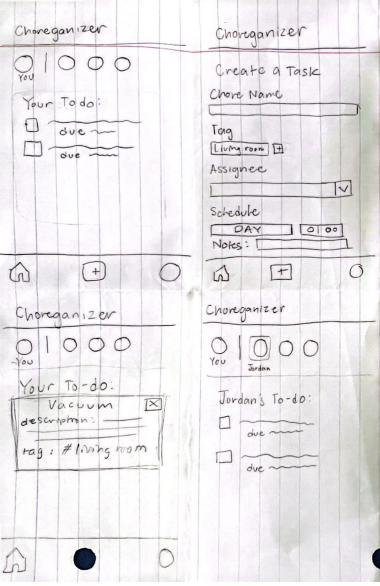 Choreganizer
You
Your To do:
due
due
Choreganizer
Create a Task
Chore Name
Tag
Living room +
Assignee
Schedule
DAY 0|00
Notes:
+
Choreganizer
You
Your To-do:
Vacuum X
description:
tag: #living room
Choreganizer
You
Jordan
Jordan's To-do:
due
due